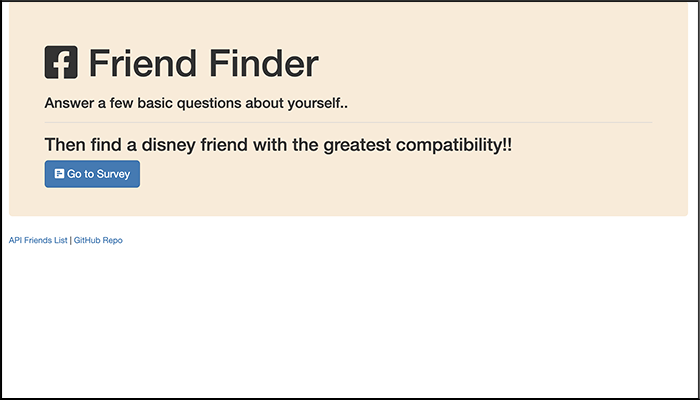 Friend Finder
Answer a few basic questions about yourself..
Then find a disney friend with the greatest compatibility!!
Go to Survey
API Friends List | GitHub Repo